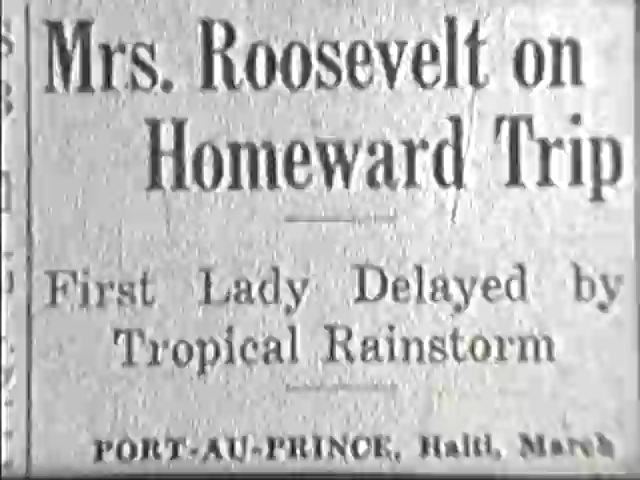 Mrs. Roosevelt on
Homeward Trip
First Lady Delayed by
Tropical Rainstorm
PORT-AU-PRINCE, Haiti, March